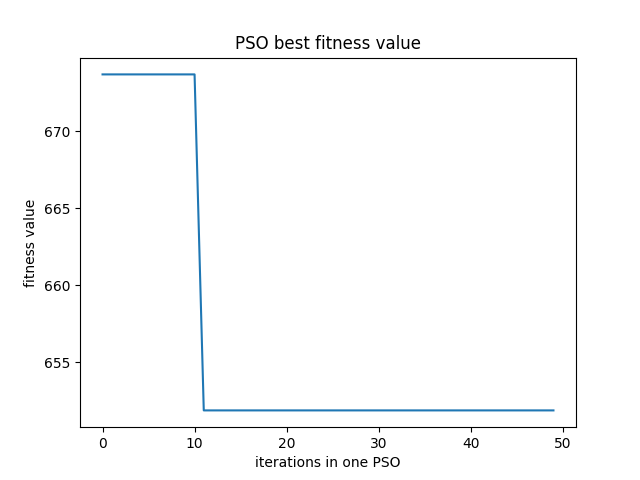 PSO best fitness value
fitness value
670
665
660
655
0 10 20 30 40 50
iterations in one PSO